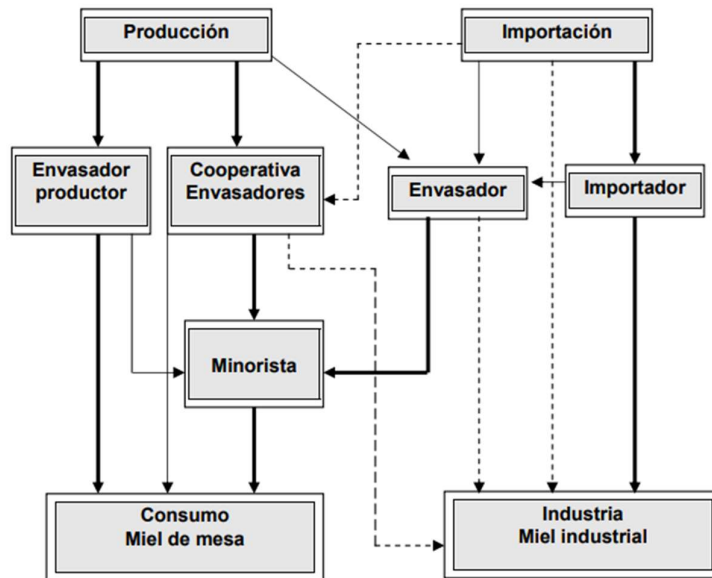 Producción
Importación
Envasador
productor
Cooperativa
Envasadores
Envasador
Importador
Minorista
Consumo
Miel de mesa
Industria
Miel industrial